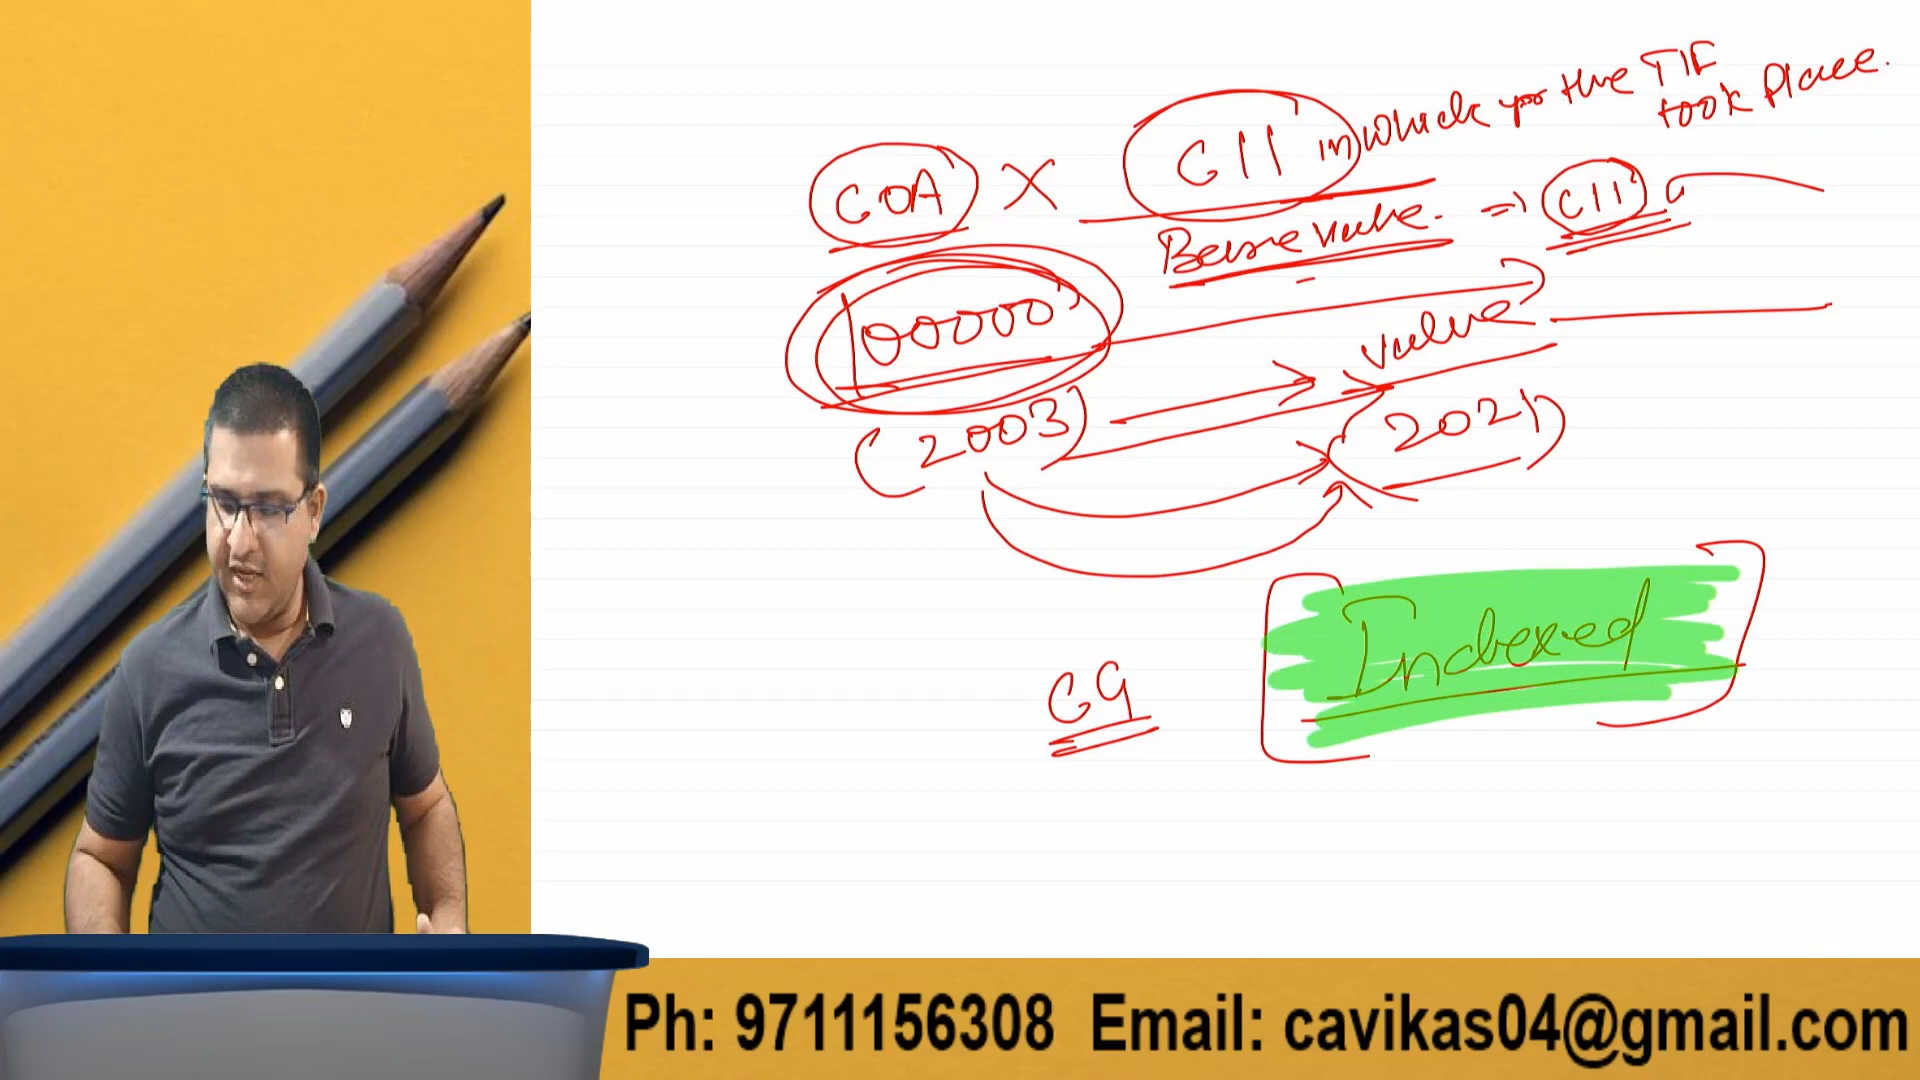 COA X CII in which yr the TIF took place.
Base value. ⇒ CII
100000
value
(2003) (2021)
CG Indexed
Ph: 9711156308 Email: cavikas04@gmail.com